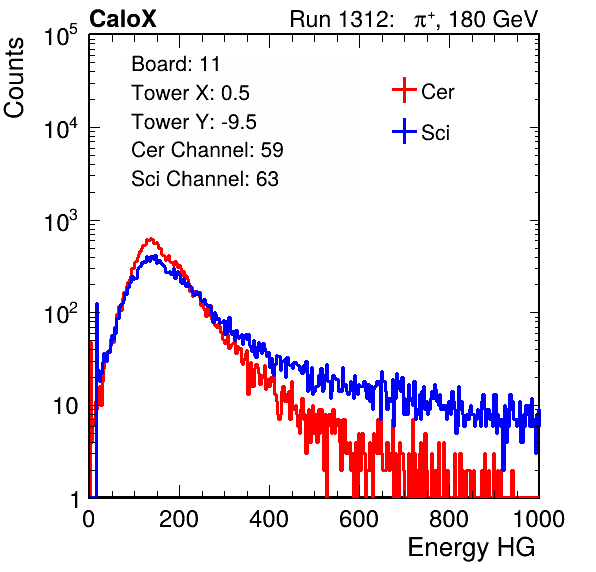 CaloX Run 1312: π⁺, 180 GeV
Counts
10⁵
10⁴
10³
10²
10
1
Board: 11
Tower X: 0.5
Tower Y: -9.5
Cer Channel: 59
Sci Channel: 63
Cer
Sci
0 200 400 600 800 1000
Energy HG